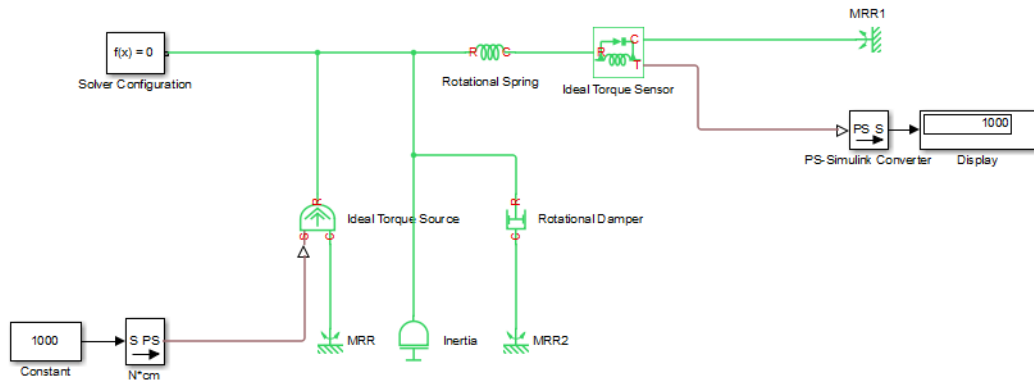 MRR1
f(x) = 0
R
C
R
C
T
Solver Configuration
Rotational Spring
Ideal Torque Sensor
PS S
1000
PS-Simulink Converter
Display
R
Ideal Torque Source
S
C
R
Rotational Damper
C
1000
S PS
MRR
Inertia
MRR2
Constant
N*cm